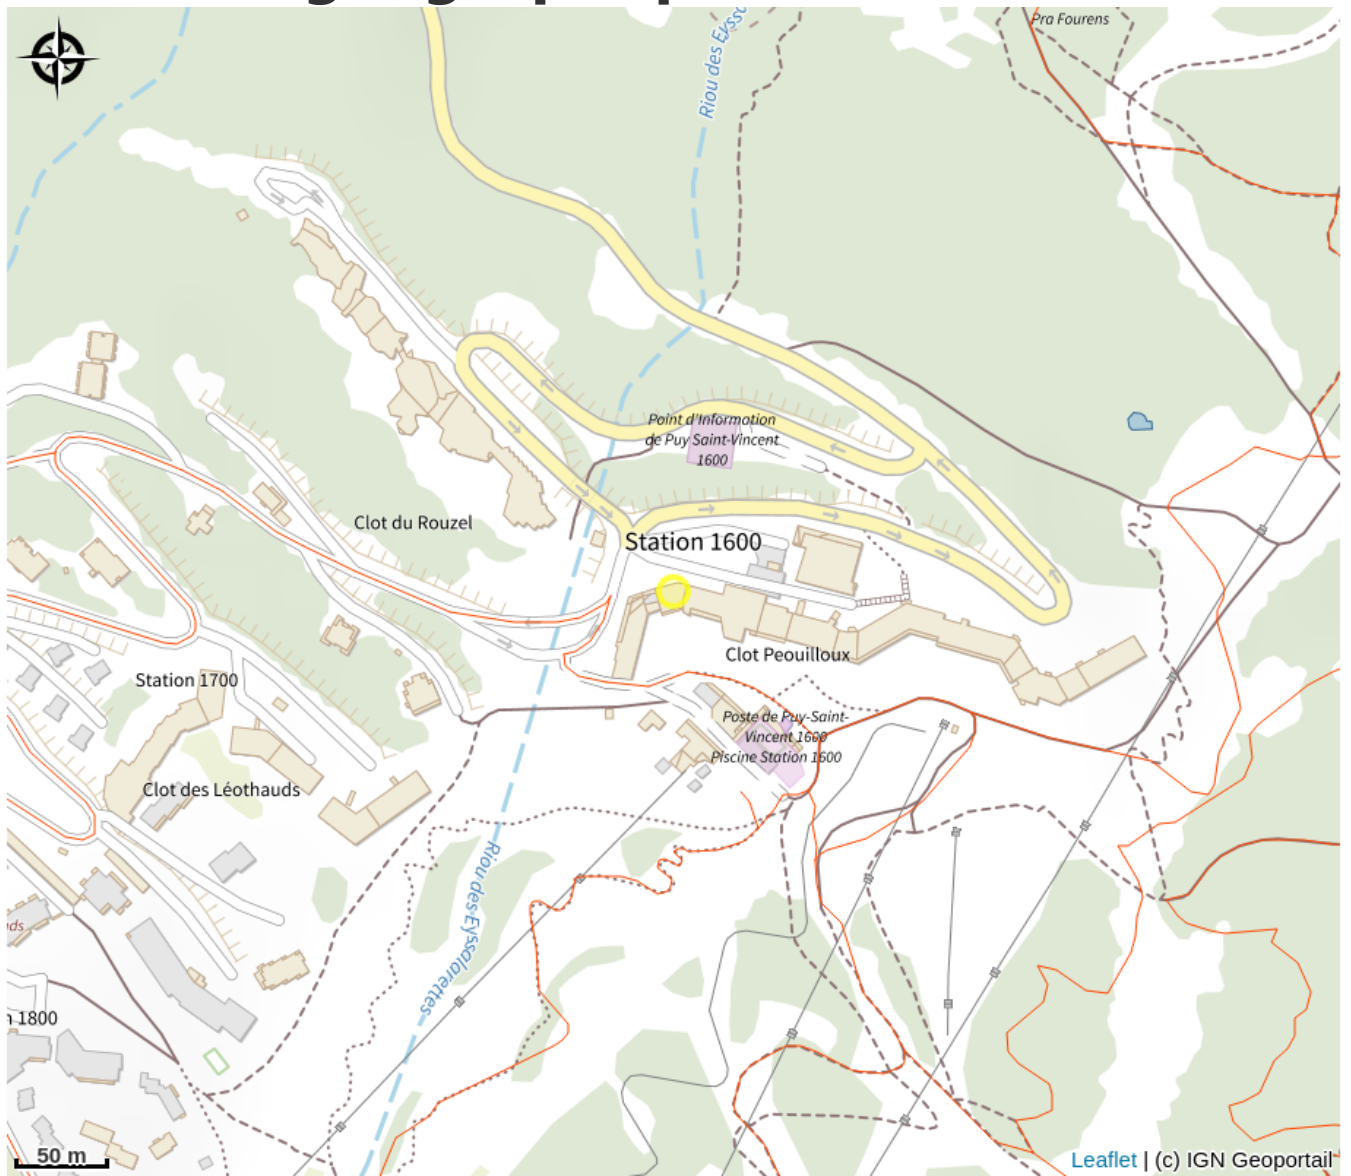 Pra Fourens
Riou des Eysso
Point d'Information
de Puy Saint-Vincent
1600
Clot du Rouzel
Station 1600
Clot Peouilloux
Station 1700
Poste de Puy-Saint-
Vincent 1600
Piscine Station 1600
Clot des Léothauds
Riou des Eyssalarettes
ds
n 1800
50 m
Leaflet | (c) IGN Geoportail